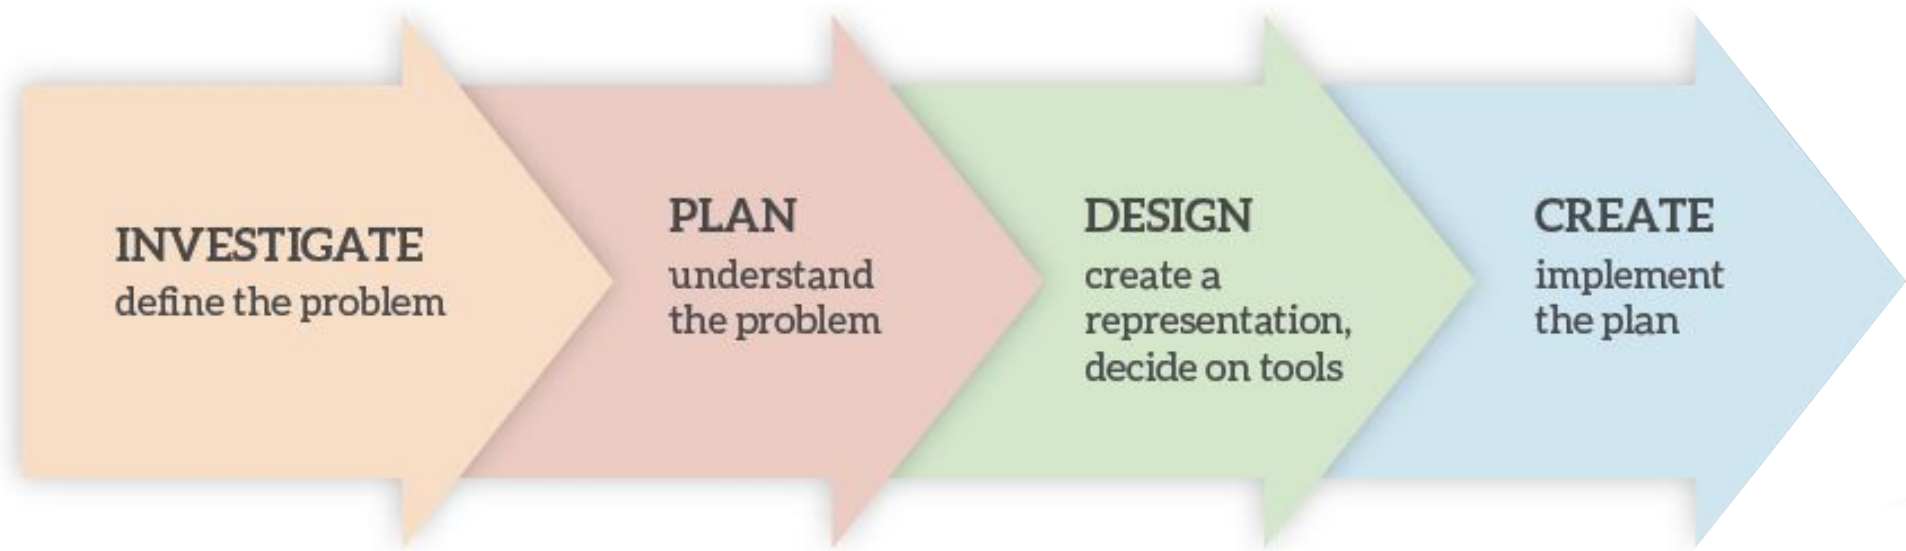 INVESTIGATE
define the problem
PLAN
understand
the problem
DESIGN
create a
representation,
decide on tools
CREATE
implement
the plan